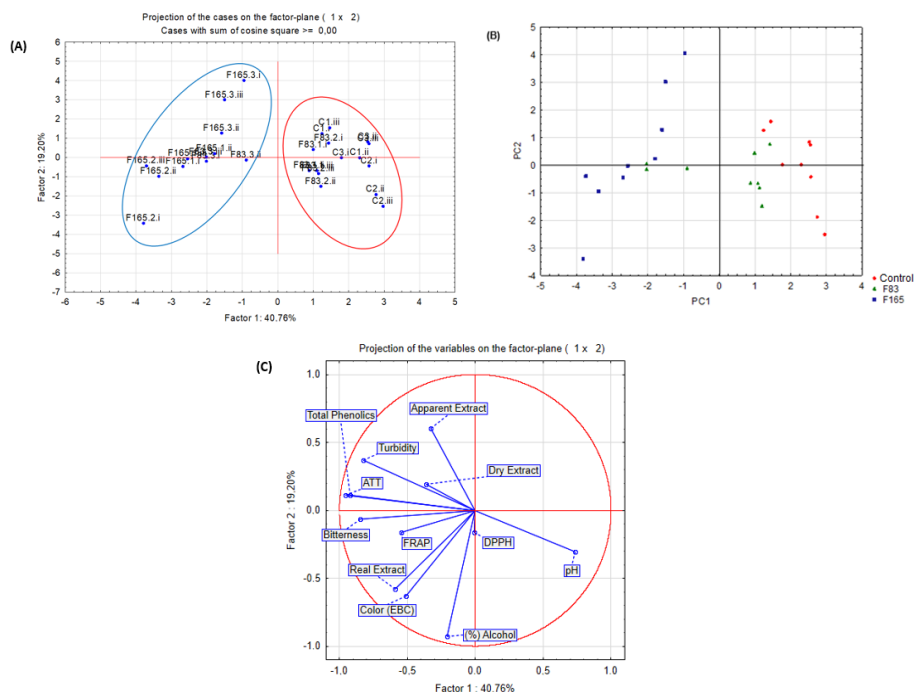 (A)
Projection of the cases on the factor-plane ( 1 x 2)
Cases with sum of cosine square >= 0,00
Factor 2: 19.20%
5
4
3
2
1
0
-1
-2
-3
-4
-5
-6
-7
F165.3.i
F165.3.iii
F165.3.ii
F165.1.ii
F165.2.iii
F165.2.ii
F165.2.i
F83.3.ii
C1.iii
C1.i
F83.2.i
F83.1.i
C3.i
C1.ii
C2.i
F83.2.ii
C2.ii
C2.iii
-6 -5 -4 -3 -2 -1 0 1 2 3 4 5
Factor 1: 40.76%
(B)
PC2
5
4
3
2
1
0
-1
-2
-3
-4
-5 -4 -3 -2 -1 0 1 2 3 4
PC1
Control
F83
F165
(C)
Projection of the variables on the factor-plane ( 1 x 2)
Factor 2 : 19.20%
1.0
0.5
0.0
-0.5
-1.0
Total Phenolics
Apparent Extract
Turbidity
Dry Extract
ATT
Bitterness
FRAP
DPPH
pH
Real Extract
Color (EBC)
(%) Alcohol
-1.0 -0.5 0.0 0.5 1.0
Factor 1 : 40.76%